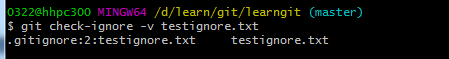 0322@hhpc300 MINGW64 /d/learn/git/learngit (master)
$ git check-ignore -v testignore.txt
.gitignore:2:testignore.txt     testignore.txt